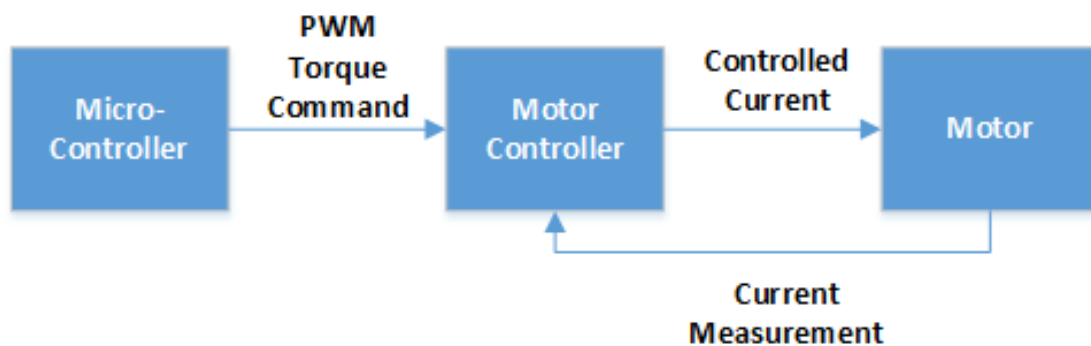 PWM
Torque
Command
Controlled
Current
Micro-
Controller
Motor
Controller
Motor
Current
Measurement